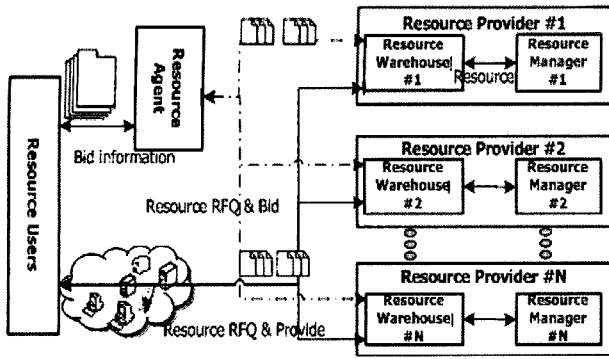 Resource Provider #1
Resource
Warehouse
#1
Resource
Resource
Manager
#1
Resource
Agent
Resource Users
Bid information
Resource Provider #2
Resource
Warehouse
#2
Resource
Manager
#2
Resource RFQ & Bid
Resource Provider #N
Resource
Warehouse
#N
Resource
Manager
#N
Resource RFQ & Provide